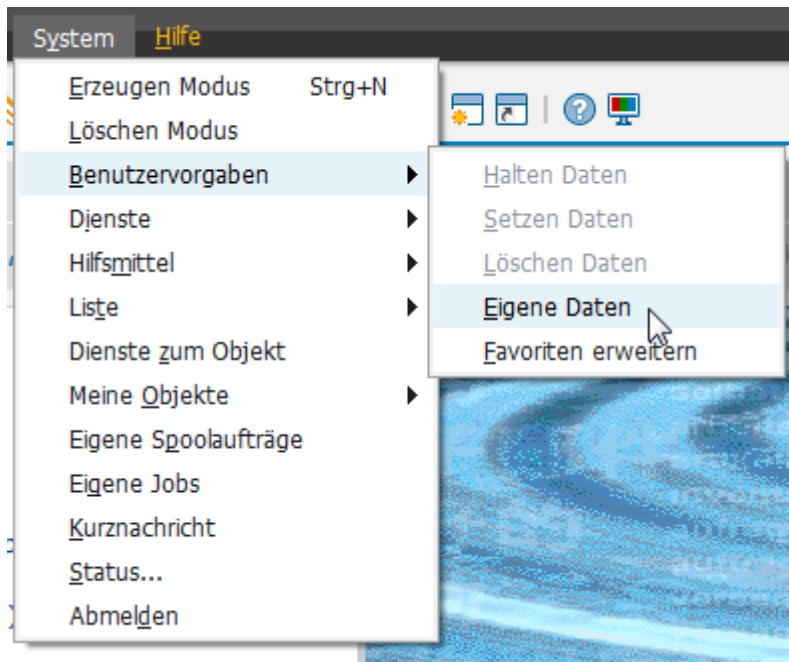 System Hilfe
Erzeugen Modus Strg+N
Löschen Modus
Benutzervorgaben
Dienste
Hilfsmittel
Liste
Dienste zum Objekt
Meine Objekte
Eigene Spoolaufträge
Eigene Jobs
Kurznachricht
Status...
Abmelden
Halten Daten
Setzen Daten
Löschen Daten
Eigene Daten
Favoriten erweitern